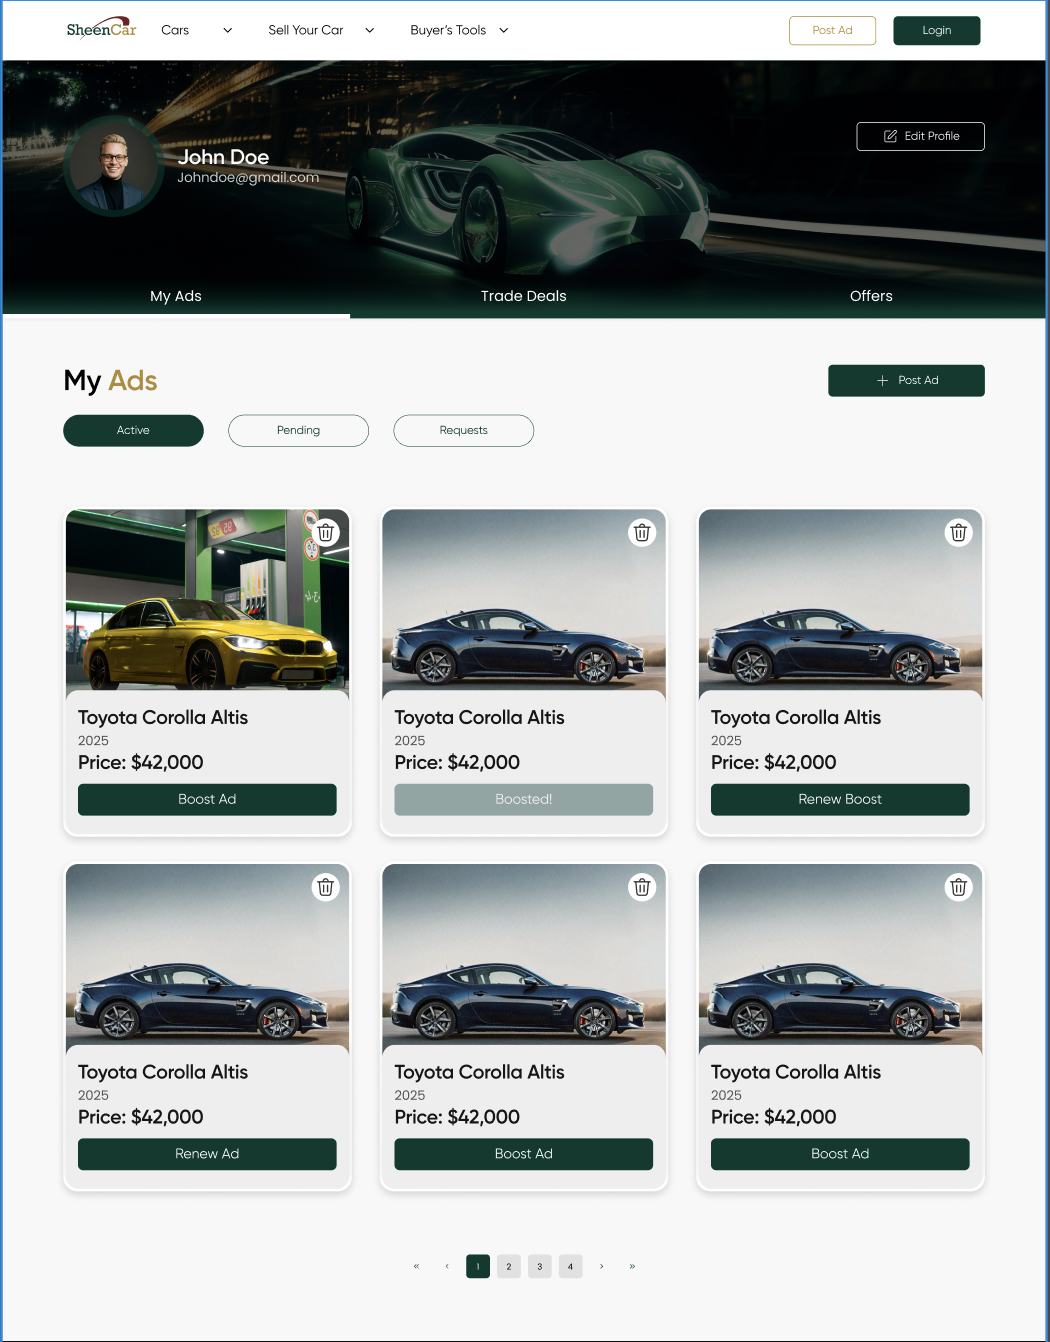 SheenCar Cars Sell Your Car Buyer's Tools Post Ad Login
Edit Profile
John Doe
Johndoe@gmail.com
My Ads Trade Deals Offers
My Ads
+ Post Ad
Active Pending Requests
Toyota Corolla Altis Toyota Corolla Altis Toyota Corolla Altis
2025 2025 2025
Price: $42,000 Price: $42,000 Price: $42,000
Boost Ad Boosted! Renew Boost
Toyota Corolla Altis Toyota Corolla Altis Toyota Corolla Altis
2025 2025 2025
Price: $42,000 Price: $42,000 Price: $42,000
Renew Ad Boost Ad Boost Ad
« ‹ 1 2 3 4 › »